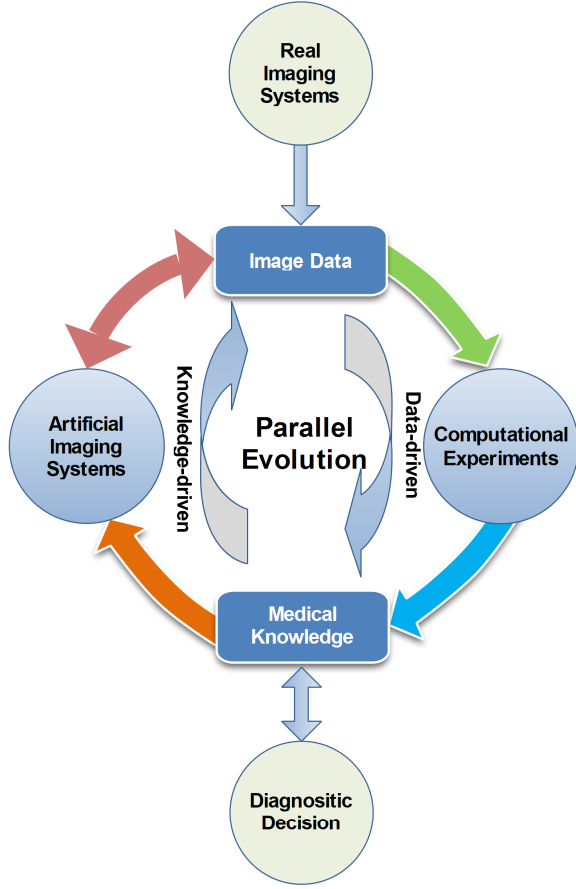 Real
Imaging
Systems
Image Data
Knowledge-driven
Data-driven
Artificial
Imaging
Systems
Parallel
Evolution
Computational
Experiments
Medical
Knowledge
Diagnositic
Decision